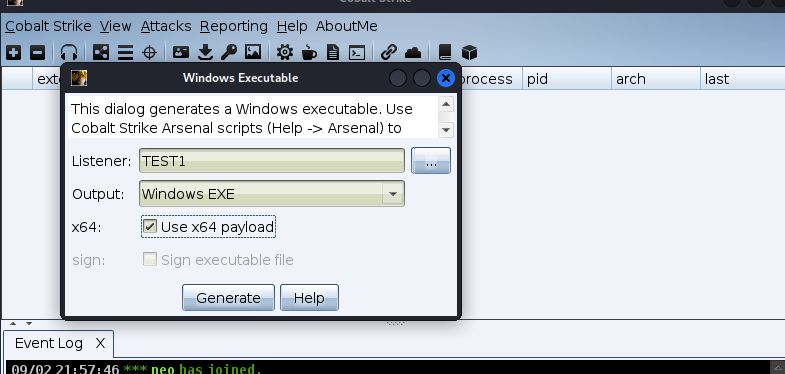 Cobalt Strike
Cobalt Strike View Attacks Reporting Help AboutMe
process pid arch last
Windows Executable
This dialog generates a Windows executable. Use
Cobalt Strike Arsenal scripts (Help -> Arsenal) to
Listener: TEST1 ...
Output: Windows EXE
x64: Use x64 payload
sign: Sign executable file
Generate Help
Event Log X
09/02 21:57:46 *** neo has joined.